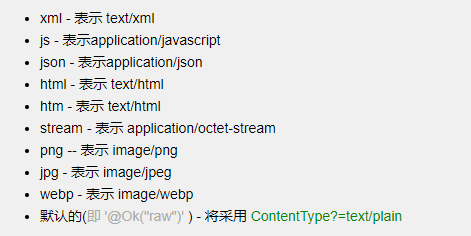 xml - 表示 text/xml
js - 表示application/javascript
json - 表示application/json
html - 表示 text/html
htm - 表示 text/html
stream - 表示 application/octet-stream
png -- 表示 image/png
jpg - 表示 image/jpeg
webp - 表示 image/webp
默认的(即 '@Ok("raw")' ) - 将采用 ContentType?=text/plain